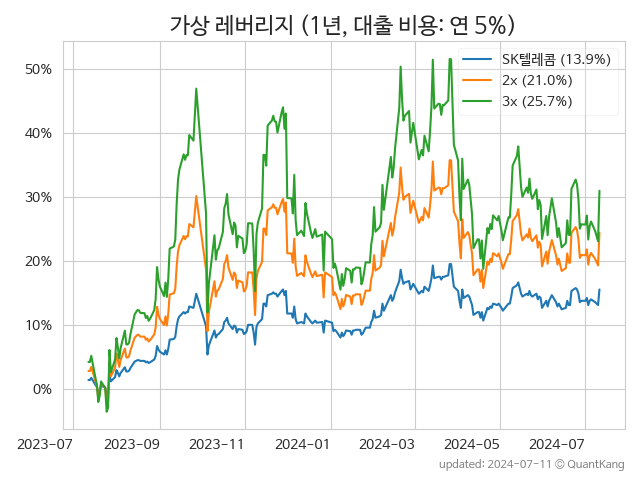 가상 레버리지 (1년, 대출 비용: 연 5%)
SK텔레콤 (13.9%)
2x (21.0%)
3x (25.7%)
50%
40%
30%
20%
10%
0%
2023-07 2023-09 2023-11 2024-01 2024-03 2024-05 2024-07
updated: 2024-07-11 © QuantKang